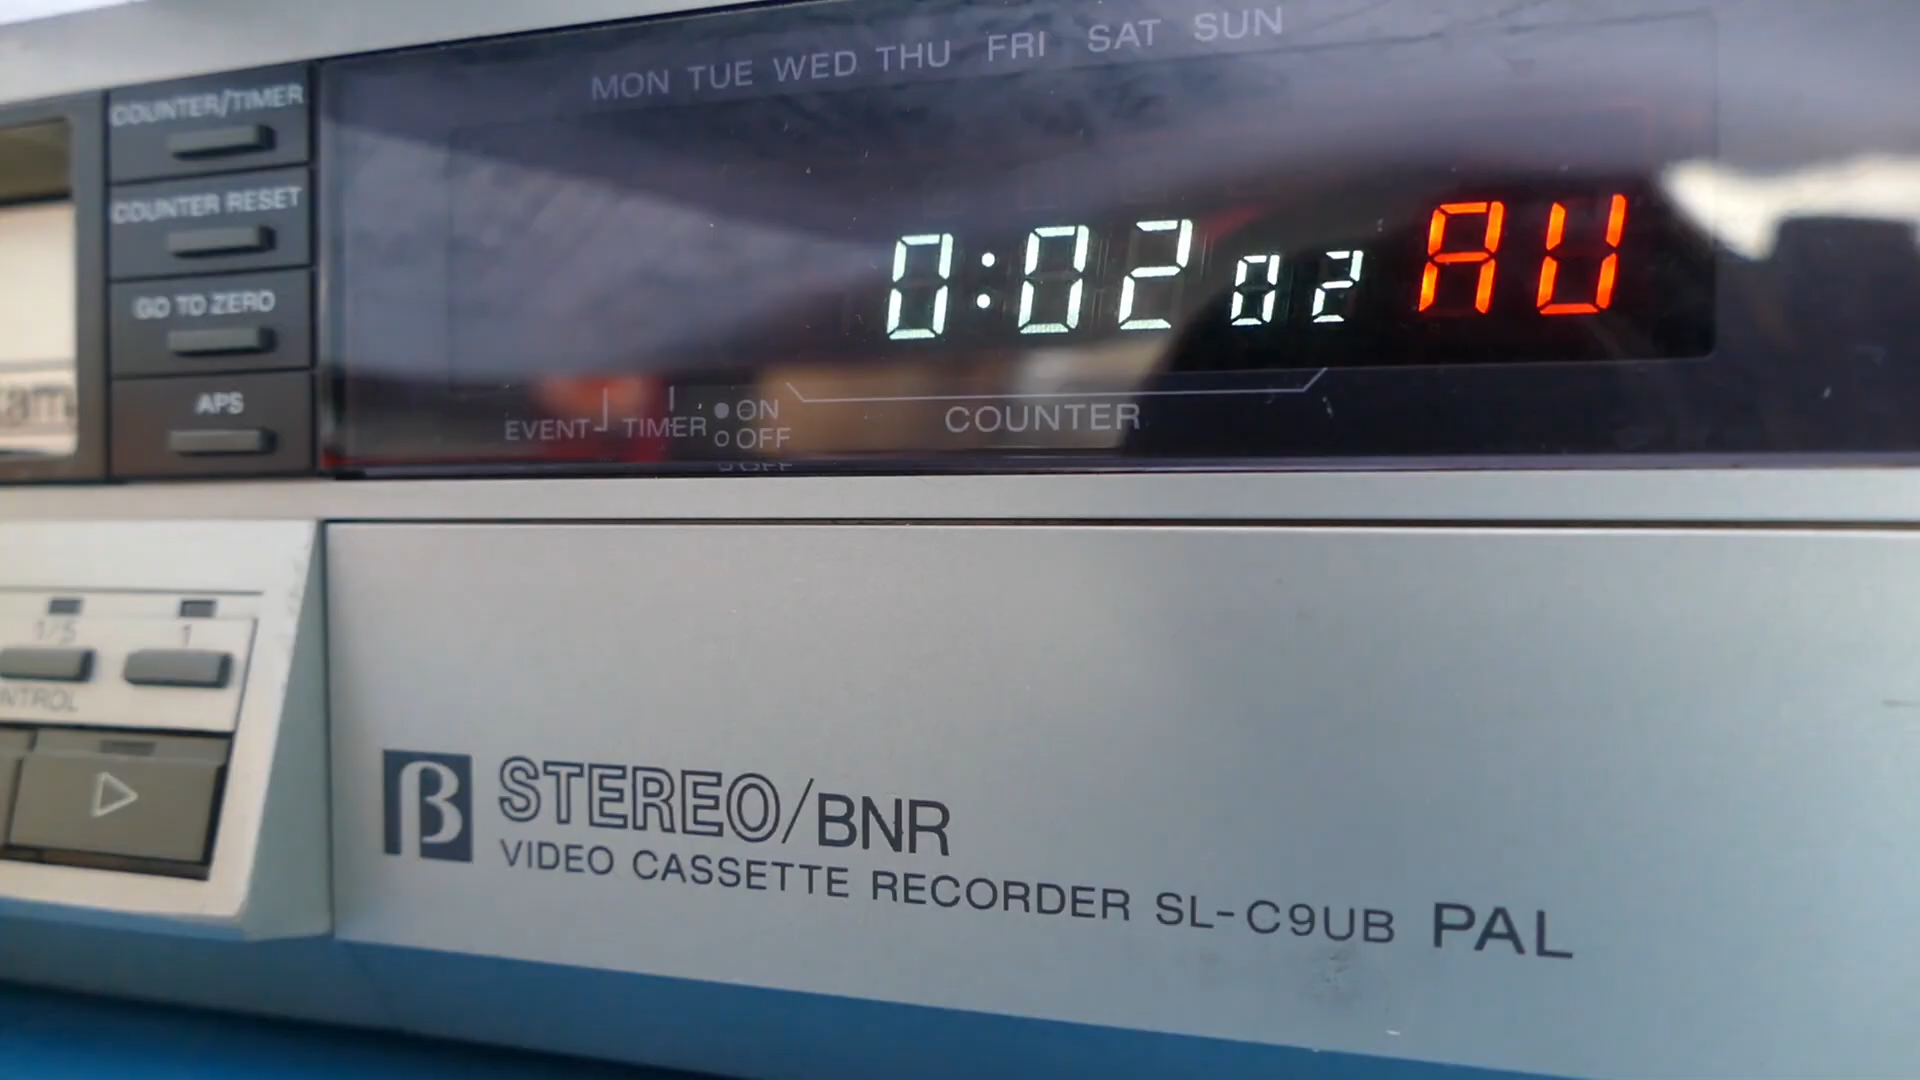 MON TUE WED THU FRI SAT SUN
COUNTER/TIMER
COUNTER RESET
GO TO ZERO
APS
0:02 02 AU
EVENT TIMER ON
OFF
COUNTER
1/5 1
β STEREO/BNR
VIDEO CASSETTE RECORDER SL-C9UB PAL